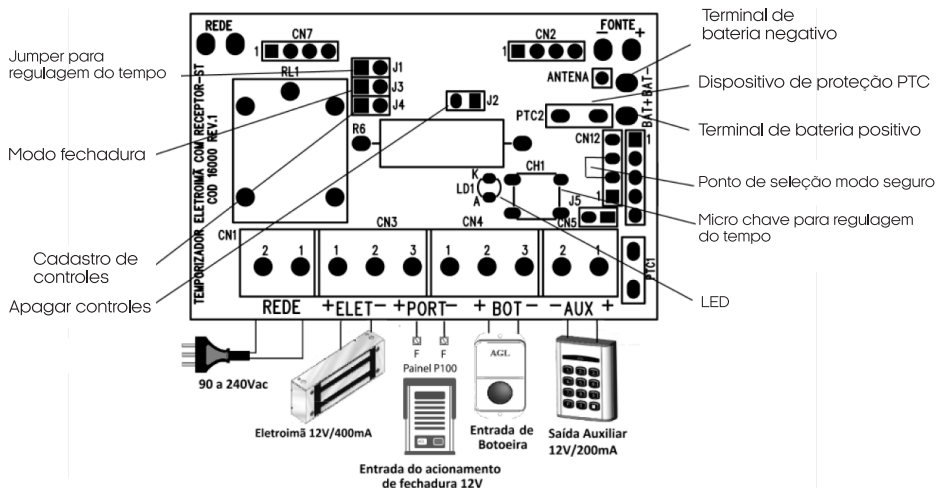 REDE
CN7
1
CN2
1
FONTE
- +
Terminal de
bateria negativo
Jumper para
regulagem do tempo
RL1
J1
J3
J4
J2
ANTENA
BAT+BAT-
Dispositivo de proteção PTC
PTC2
Terminal de bateria positivo
TEMPORIZADOR ELETROIMÃ COM RECEPTOR-ST
COD 16000 REV.1
Modo fechadura
R6
CN12
1
1
CH1
K
LD1
A
Ponto de seleção modo seguro
J5
CN5
Micro chave para regulagem
do tempo
CN1
CN3
CN4
2 1 1 2 3 1 2 3 2 1
PTC1
Cadastro de
controles
Apagar controles
LED
REDE +ELET- +PORT- + BOT - -AUX +
90 a 240Vac
F F
Painel P100
AGL
Eletroimã 12V/400mA
Entrada de
Botoeira
Saída Auxiliar
12V/200mA
Entrada do acionamento
de fechadura 12V